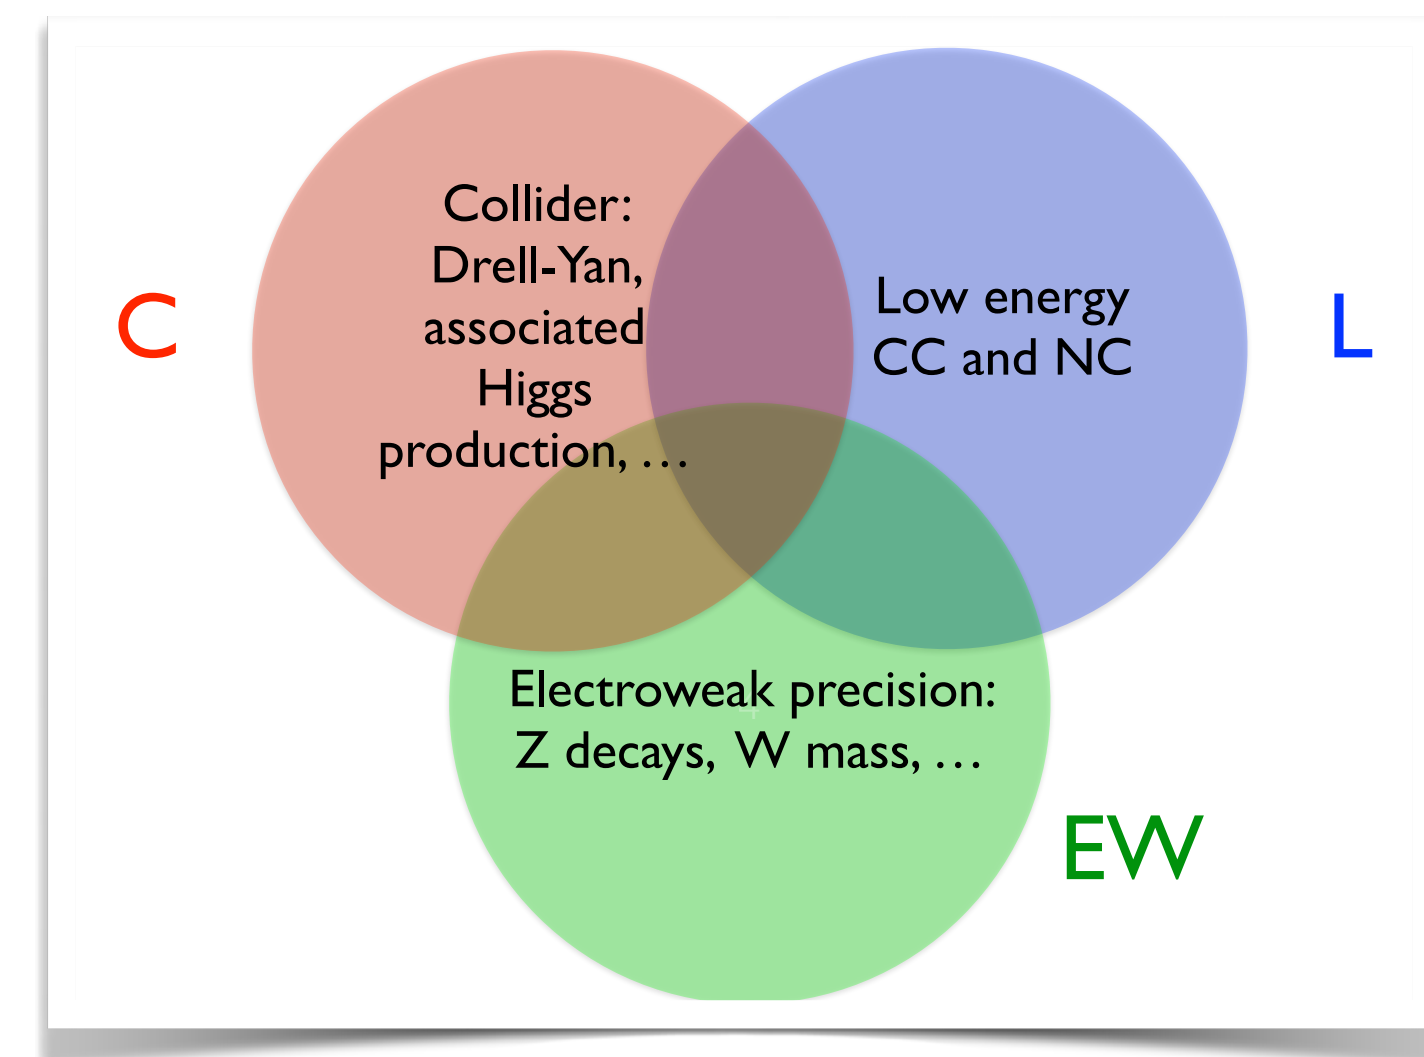 C
Collider:
Drell-Yan,
associated
Higgs
production, …
Low energy
CC and NC
L
Electroweak precision:
Z decays, W mass, …
EW